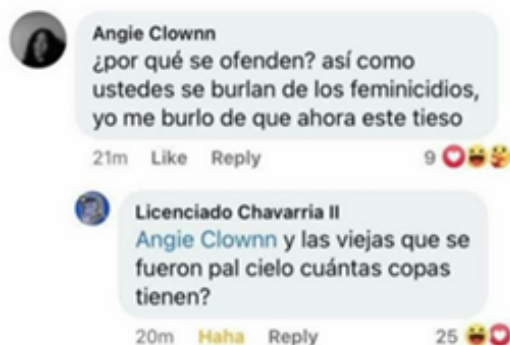 Angie Clownn
¿por qué se ofenden? así como
ustedes se burlan de los feminicidios,
yo me burlo de que ahora este tieso
21m Like Reply 9
Licenciado Chavarria II
Angie Clownn y las viejas que se
fueron pal cielo cuántas copas
tienen?
20m Haha Reply 25